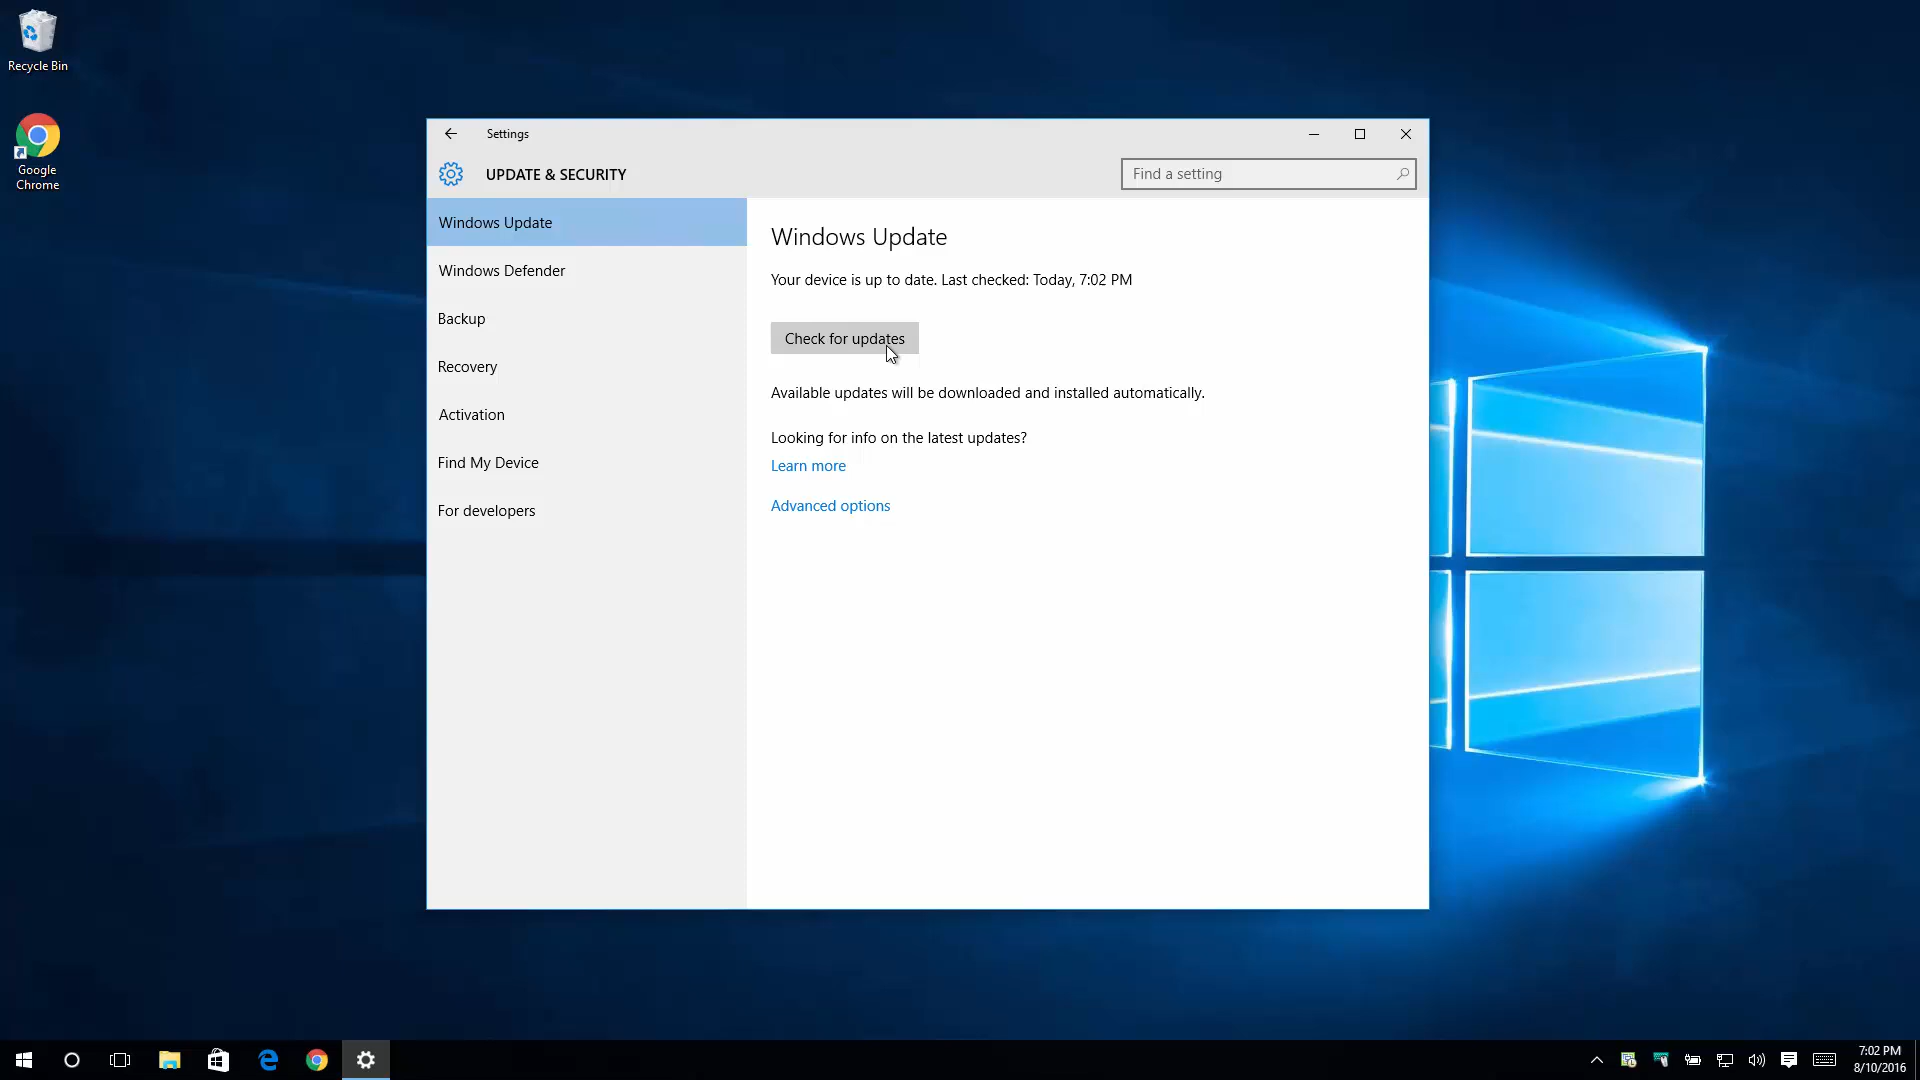 Recycle Bin
Google
Chrome
Settings
UPDATE & SECURITY
Find a setting
Windows Update
Windows Defender
Backup
Recovery
Activation
Find My Device
For developers
Windows Update
Your device is up to date. Last checked: Today, 7:02 PM
Check for updates
Available updates will be downloaded and installed automatically.
Looking for info on the latest updates?
Learn more
Advanced options
7:02 PM
8/10/2016